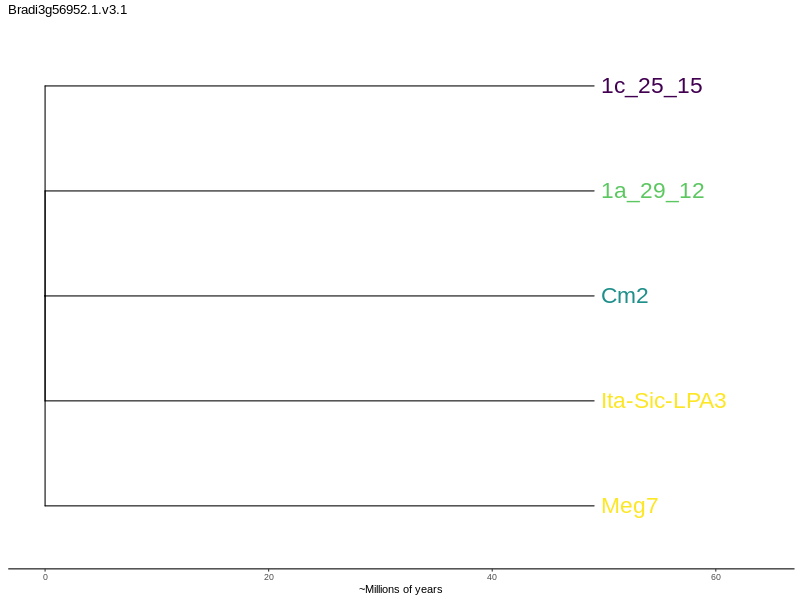 Bradi3g56952.1.v3.1
1c_25_15
1a_29_12
Cm2
Ita-Sic-LPA3
Meg7
0 20 40 60
~Millions of years